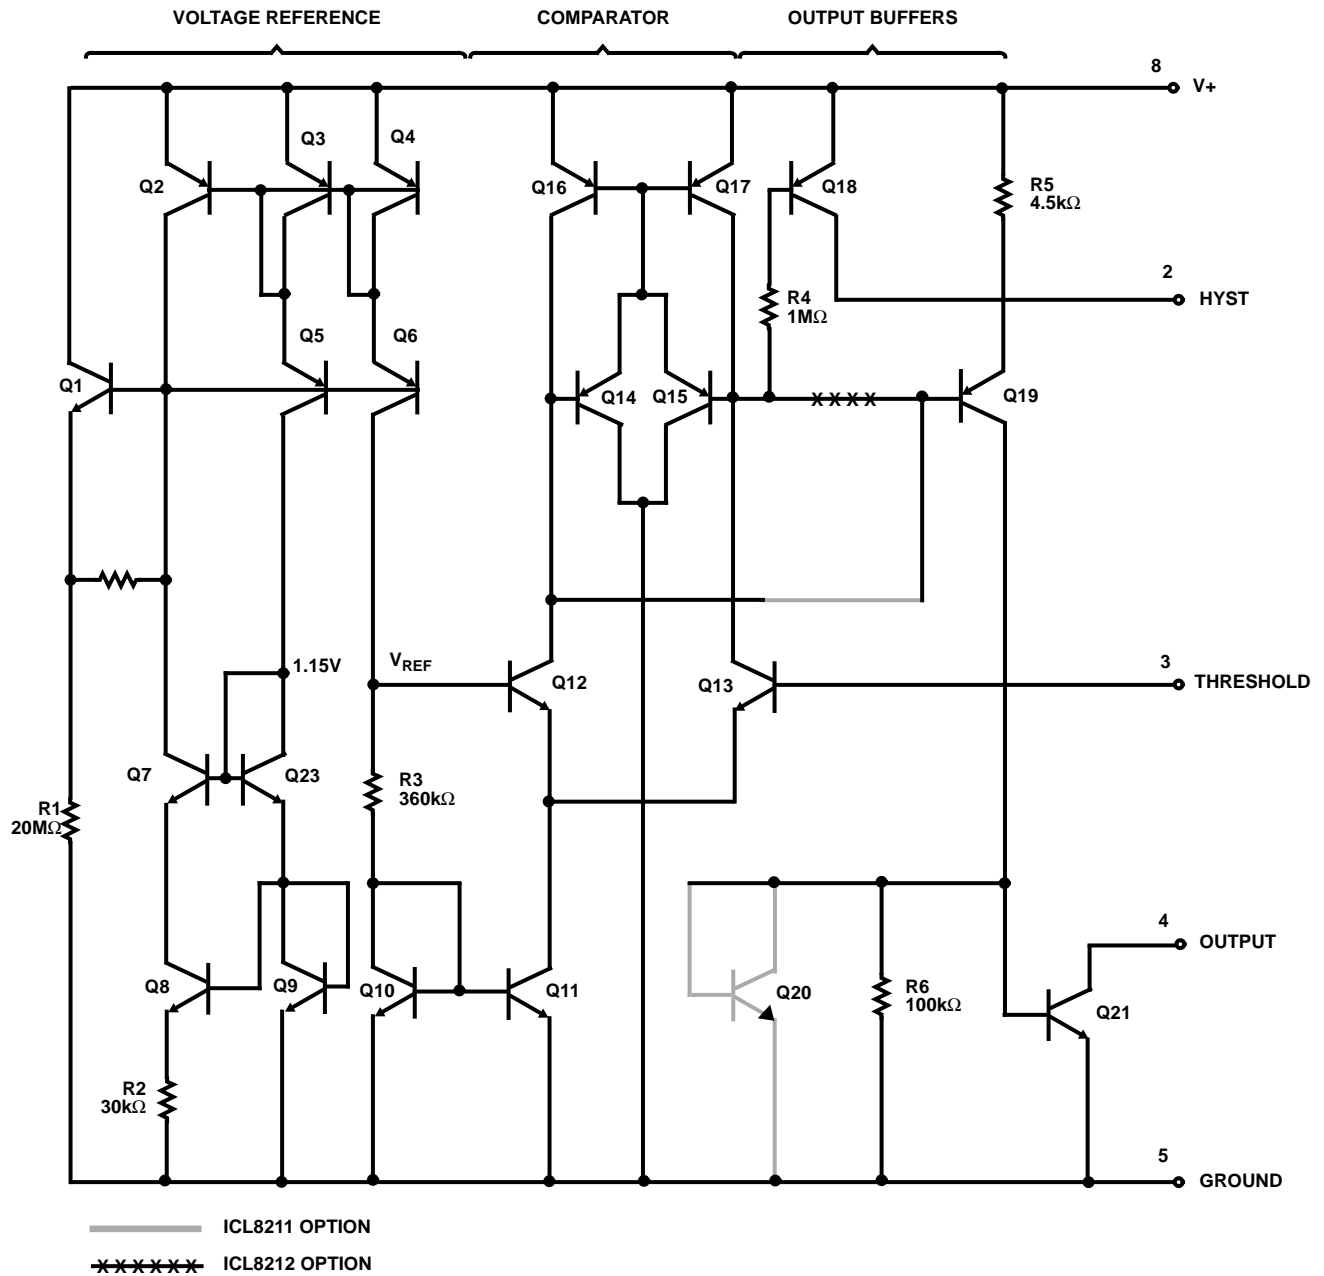 VOLTAGE REFERENCE
COMPARATOR
OUTPUT BUFFERS
8
V+
Q2
Q3
Q4
Q16
Q17
Q18
R5
4.5kΩ
2
HYST
R4
1MΩ
Q5
Q6
Q1
Q14
Q15
XXXX
Q19
1.15V
VREF
Q12
Q13
3
THRESHOLD
Q7
Q23
R3
360kΩ
R1
20MΩ
4
OUTPUT
Q8
Q9
Q10
Q11
Q20
R6
100kΩ
Q21
R2
30kΩ
5
GROUND
ICL8211 OPTION
XXXXXX ICL8212 OPTION